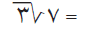 = ٧√٣